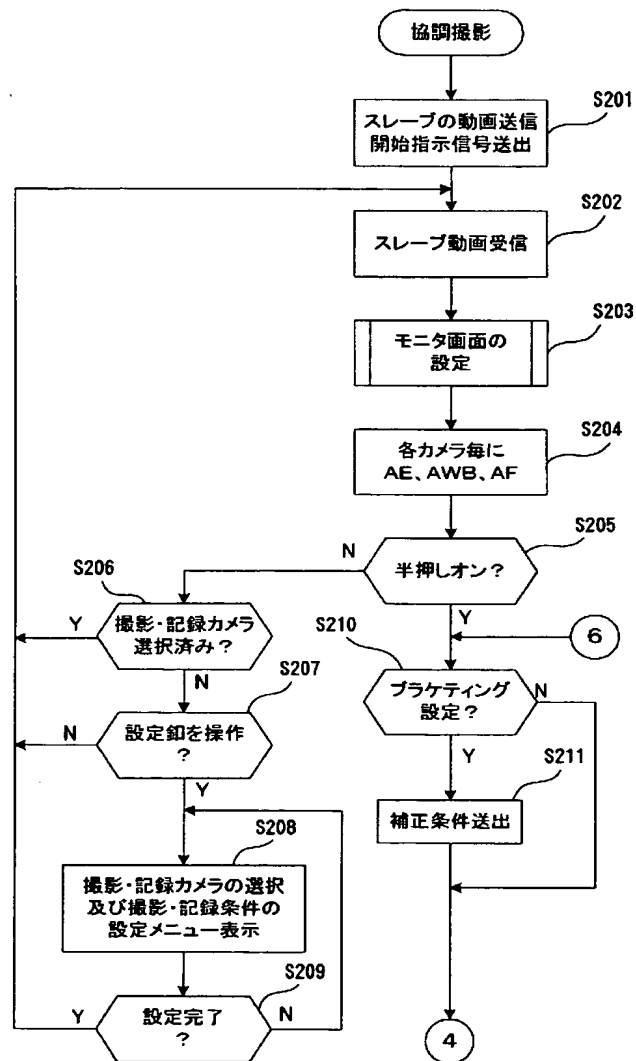 協調撮影
S201
スレーブの動画送信
開始指示信号送出
S202
スレーブ動画受信
S203
モニタ画面の
設定
S204
各カメラ毎に
AE、AWB、AF
S205
半押しオン?
N
Y
S206
撮影・記録カメラ
選択済み?
Y
N
S207
設定釦を操作
?
N
Y
S208
撮影・記録カメラの選択
及び撮影・記録条件の
設定メニュー表示
S209
設定完了
?
Y
N
6
S210
ブラケティング
設定?
N
Y
S211
補正条件送出
4